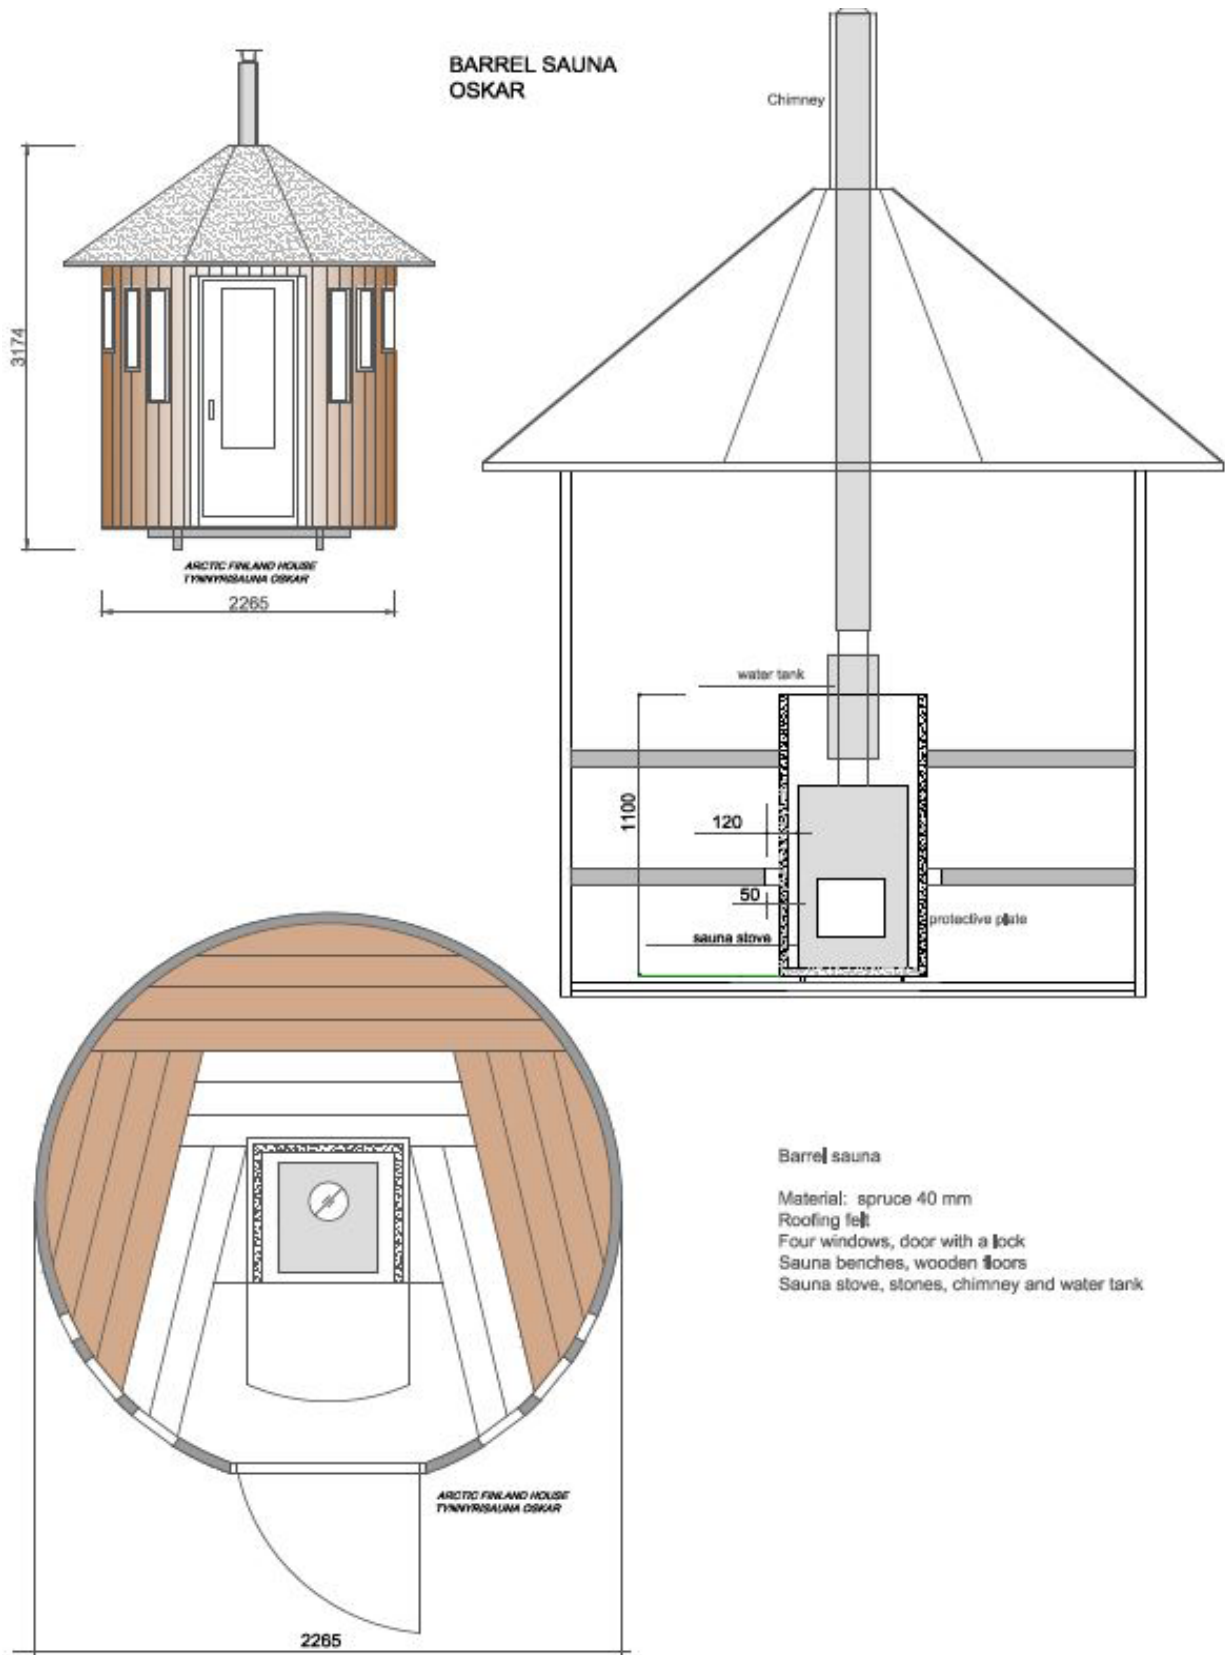 BARREL SAUNA
OSKAR
Chimney
3174
ARCTIC FINLAND HOUSE
TYNNYRISAUNA OSKAR
2265
water tank
1100
120
50
sauna stove
protective plate
Barrel sauna
Material: spruce 40 mm
Roofing felt
Four windows, door with a lock
Sauna benches, wooden floors
Sauna stove, stones, chimney and water tank
ARCTIC FINLAND HOUSE
TYNNYRISAUNA OSKAR
2265